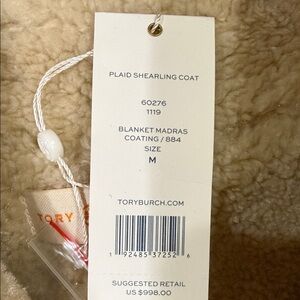 PLAID SHEARLING COAT
60276
1119
BLANKET MADRAS
COATING / 884
SIZE
M
TORY
TORYBURCH.COM
1 92485 37252 6
SUGGESTED RETAIL
US $998.00